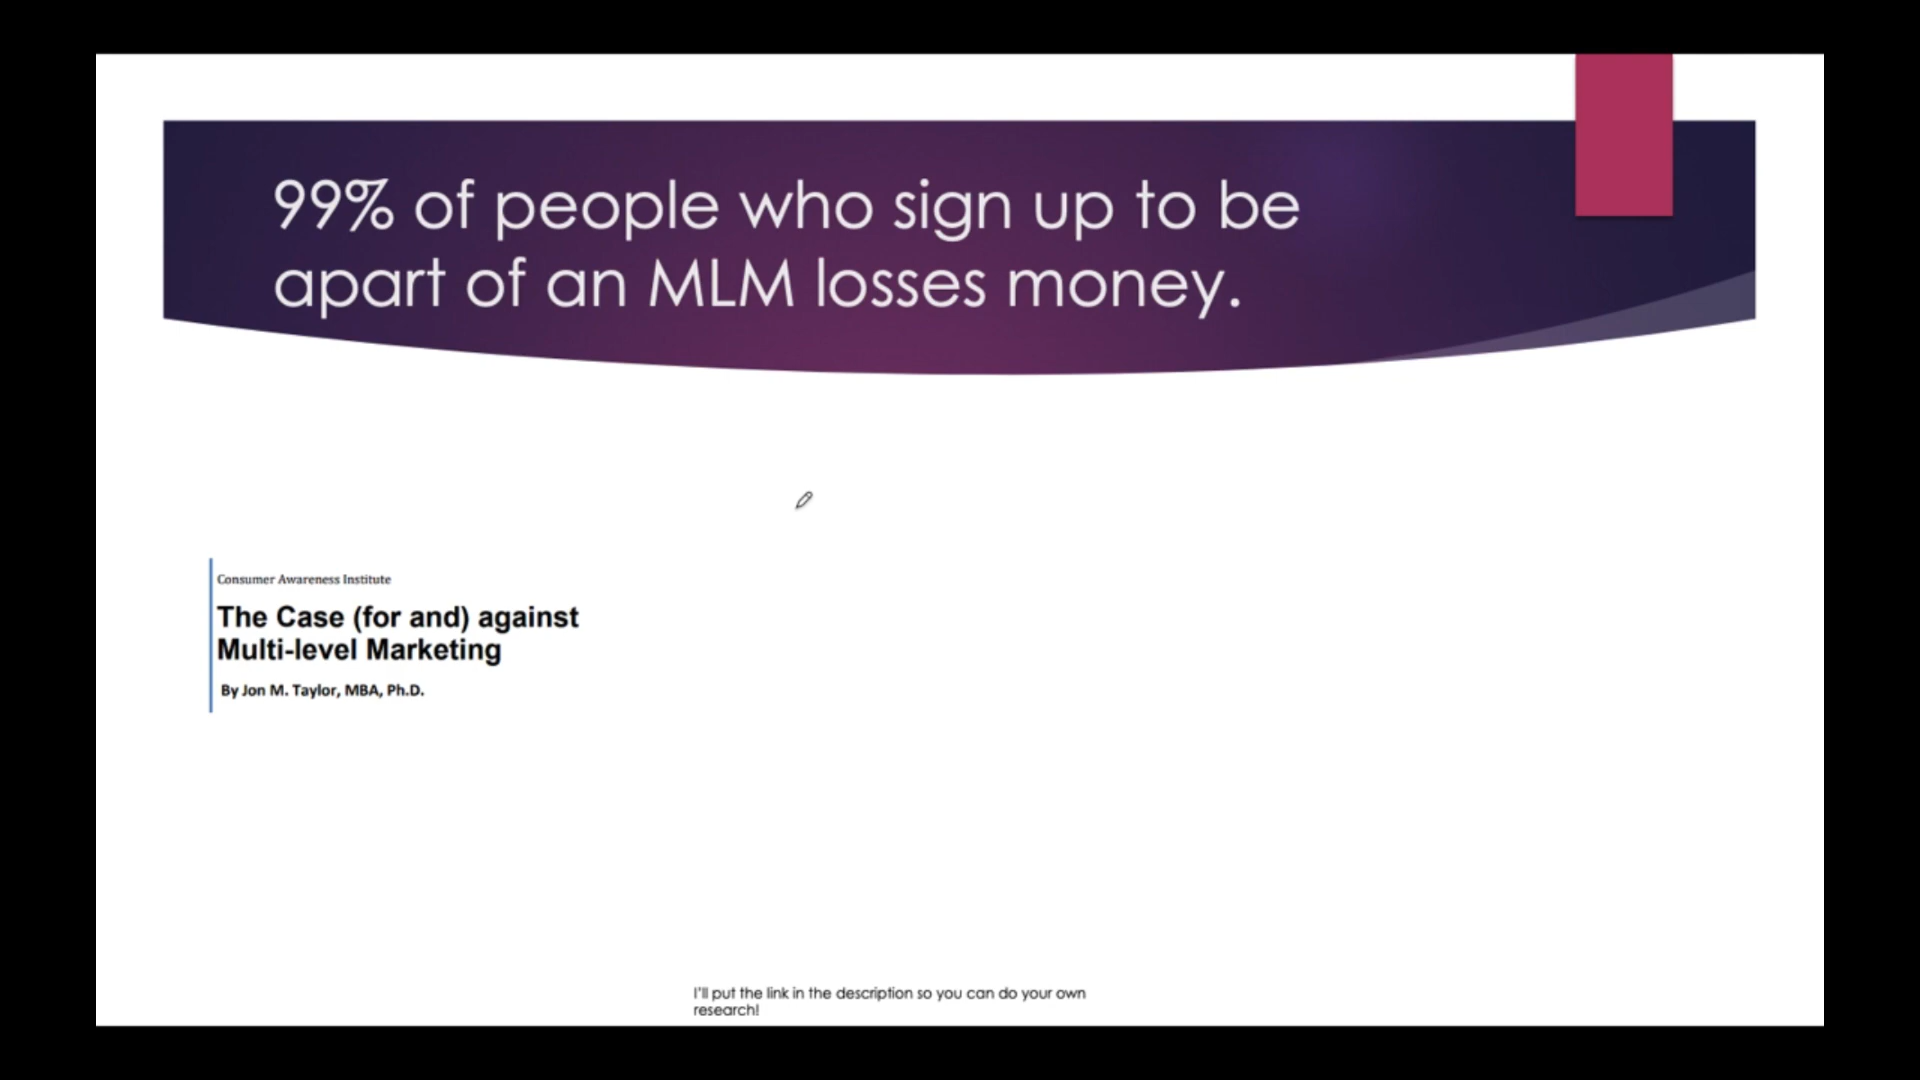 99% of people who sign up to be
apart of an MLM losses money.
Consumer Awareness Institute
The Case (for and) against
Multi-level Marketing
By Jon M. Taylor, MBA, Ph.D.
I'll put the link in the description so you can do your own
research!